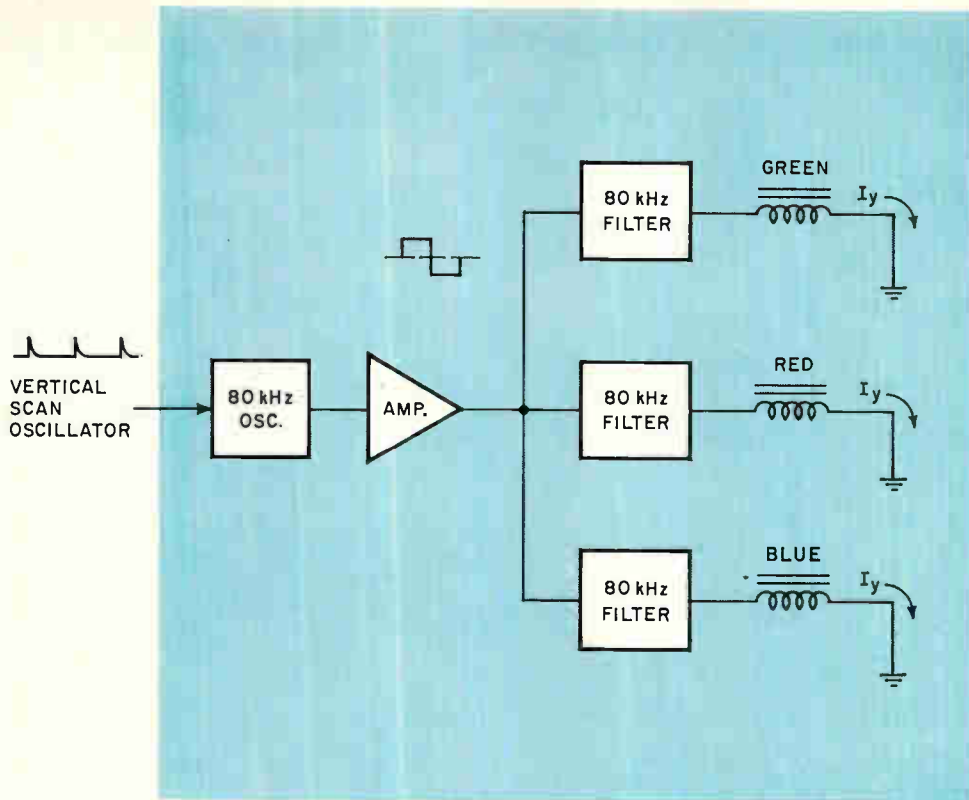 GREEN
80 kHz
FILTER
Iy
VERTICAL
SCAN
OSCILLATOR
80 kHz
OSC.
AMP.
RED
80 kHz
FILTER
Iy
BLUE
80 kHz
FILTER
Iy